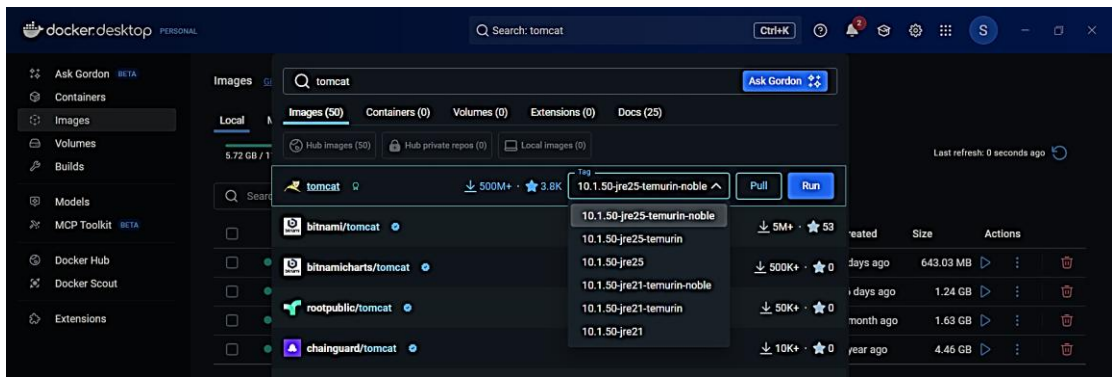 docker.desktop PERSONAL
Search: tomcat
Ctrl+K
2
S
Ask Gordon BETA
Containers
Images
Volumes
Builds
Models
MCP Toolkit BETA
Docker Hub
Docker Scout
Extensions
Images
Local
5.72 GB / 1
Last refresh: 0 seconds ago
tomcat
Ask Gordon
Images (50) Containers (0) Volumes (0) Extensions (0) Docs (25)
Hub images (50) Hub private repos (0) Local images (0)
tomcat 500M+ · 3.8K
Tag
10.1.50-jre25-temurin-noble
Pull
Run
10.1.50-jre25-temurin-noble
10.1.50-jre25-temurin
10.1.50-jre25
10.1.50-jre21-temurin-noble
10.1.50-jre21-temurin
10.1.50-jre21
bitnami/tomcat 5M+ · 53
bitnamicharts/tomcat 500K+ · 0
rootpublic/tomcat 50K+ · 0
chainguard/tomcat 10K+ · 0
Sear
eated Size Actions
days ago 643.03 MB
days ago 1.24 GB
month ago 1.63 GB
year ago 4.46 GB